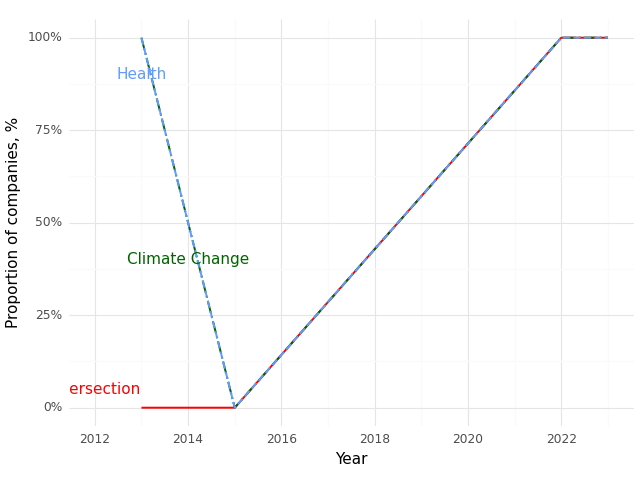 100%
Health
75%
50%
Climate Change
25%
ersection
0%
2012 2014 2016 2018 2020 2022
Year
Proportion of companies, %